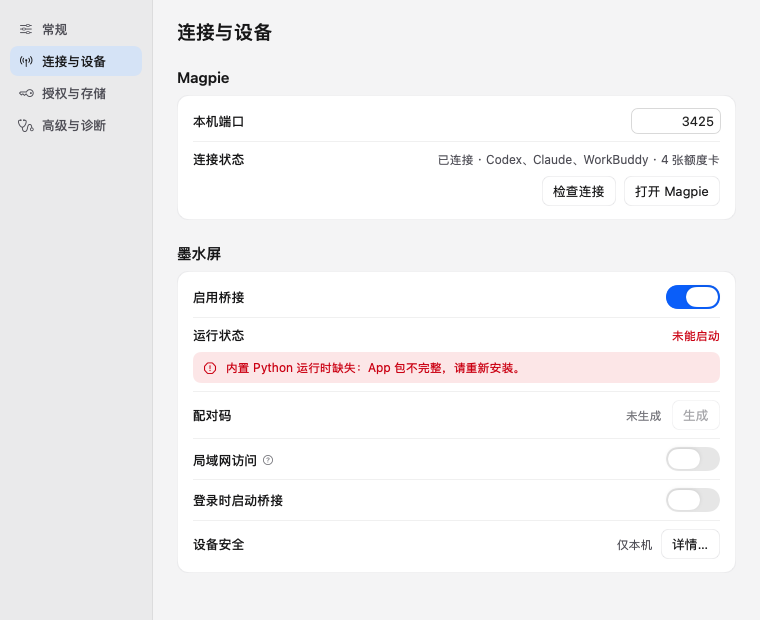 常规
连接与设备
授权与存储
高级与诊断
连接与设备
Magpie
本机端口 3425
连接状态 已连接 · Codex、Claude、WorkBuddy · 4 张额度卡
检查连接 打开 Magpie
墨水屏
启用桥接
运行状态 未能启动
内置 Python 运行时缺失：App 包不完整，请重新安装。
配对码 未生成 生成
局域网访问 ?
登录时启动桥接
设备安全 仅本机 详情...